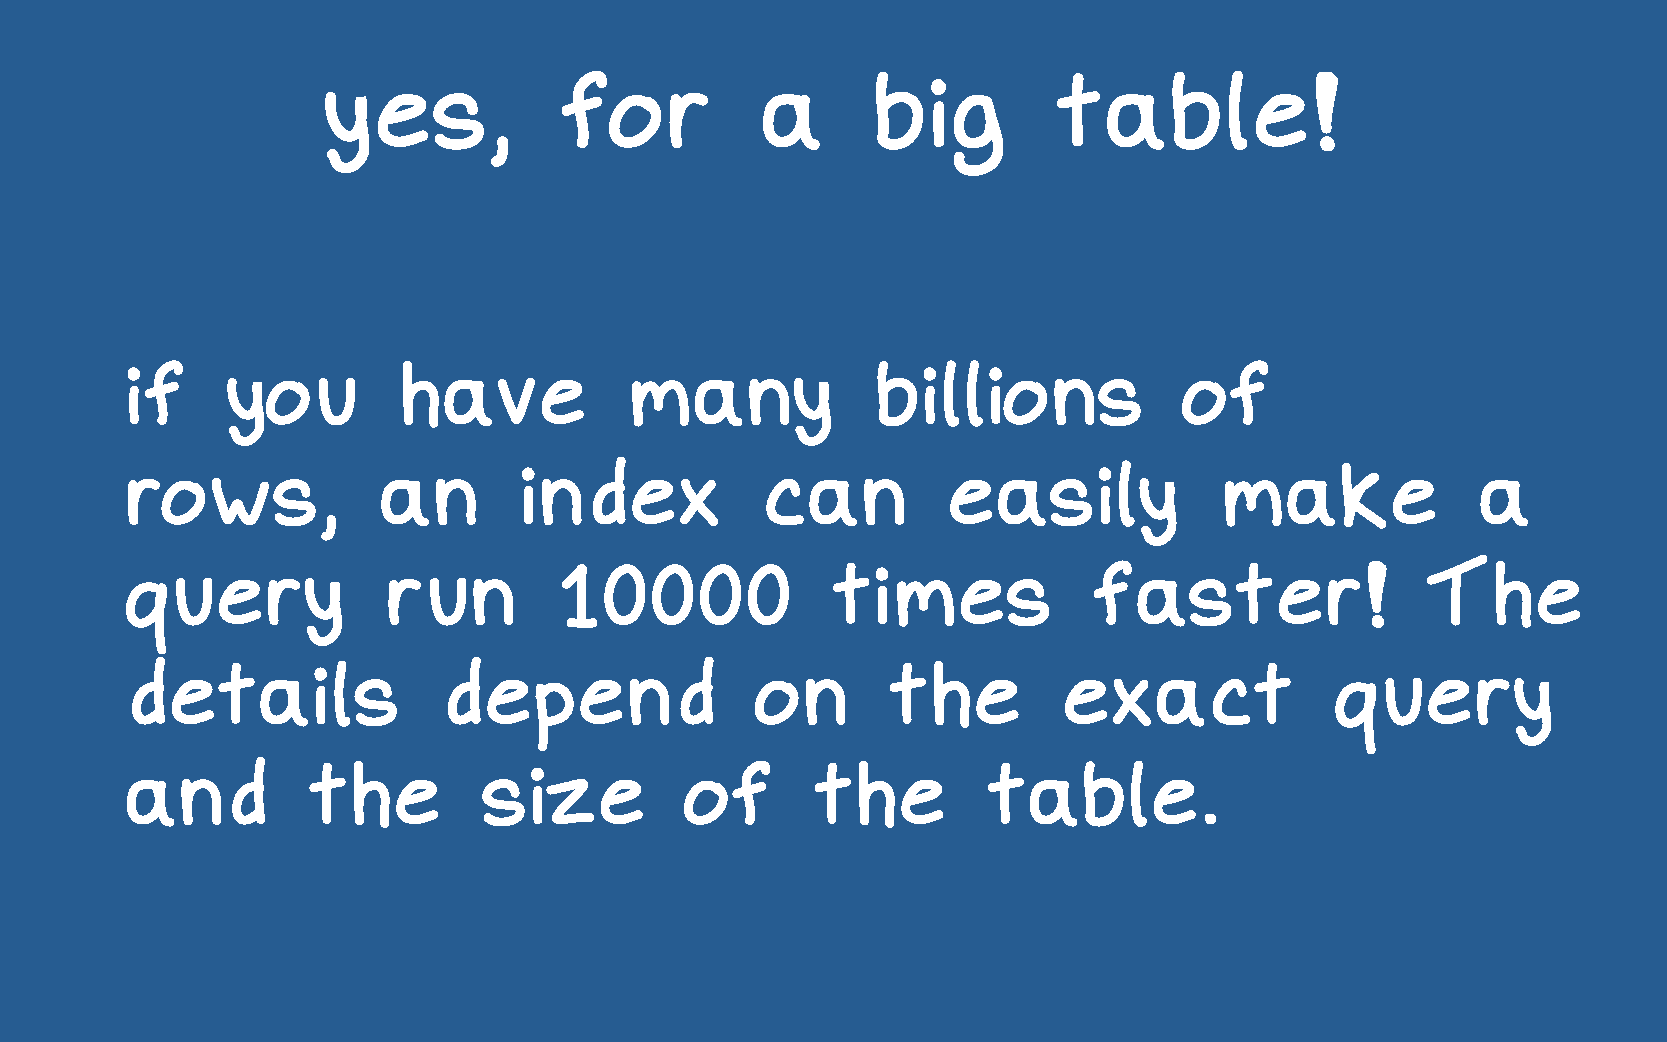 yes, for a big table!
if you have many billions of
rows, an index can easily make a
query run 10000 times faster! The
details depend on the exact query
and the size of the table.